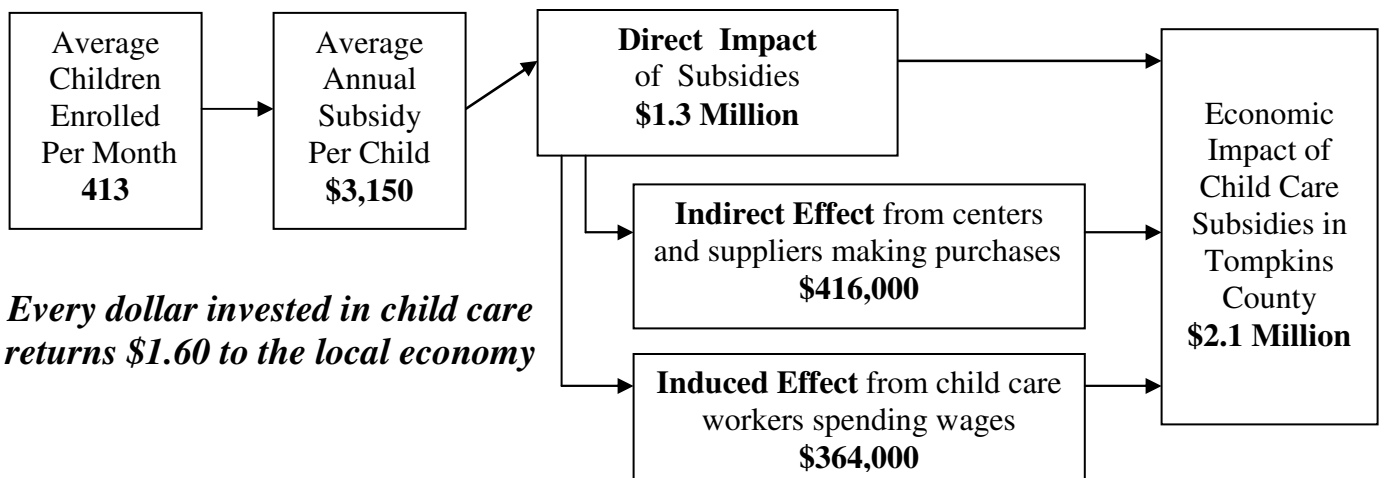 Average
Children
Enrolled
Per Month
413
Average
Annual
Subsidy
Per Child
$3,150
Direct Impact
of Subsidies
$1.3 Million
Indirect Effect from centers
and suppliers making purchases
$416,000
Induced Effect from child care
workers spending wages
$364,000
Economic
Impact of
Child Care
Subsidies in
Tompkins
County
$2.1 Million
Every dollar invested in child care
returns $1.60 to the local economy